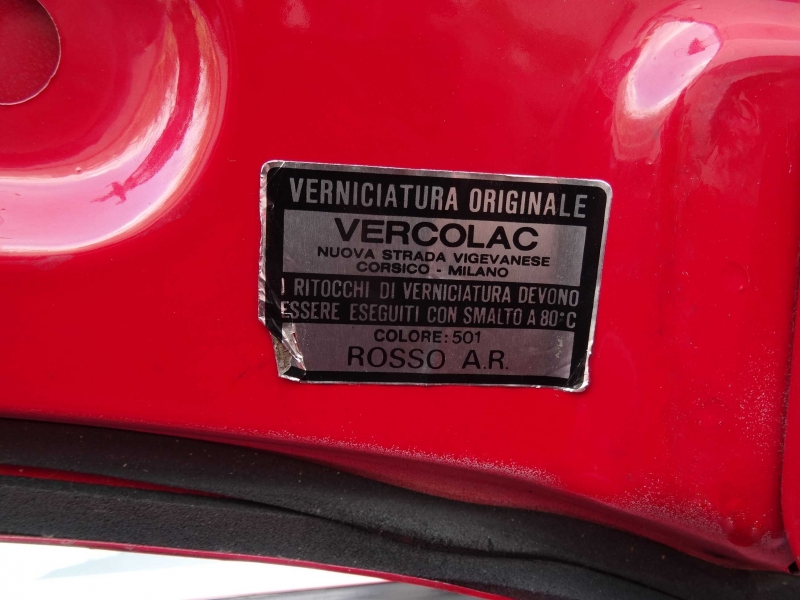 VERNICIATURA ORIGINALE
VERCOLAC
NUOVA STRADA VIGEVANESE
CORSICO - MILANO
I RITOCCHI DI VERNICIATURA DEVONO
ESSERE ESEGUITI CON SMALTO A 80°C
COLORE: 501
ROSSO A.R.